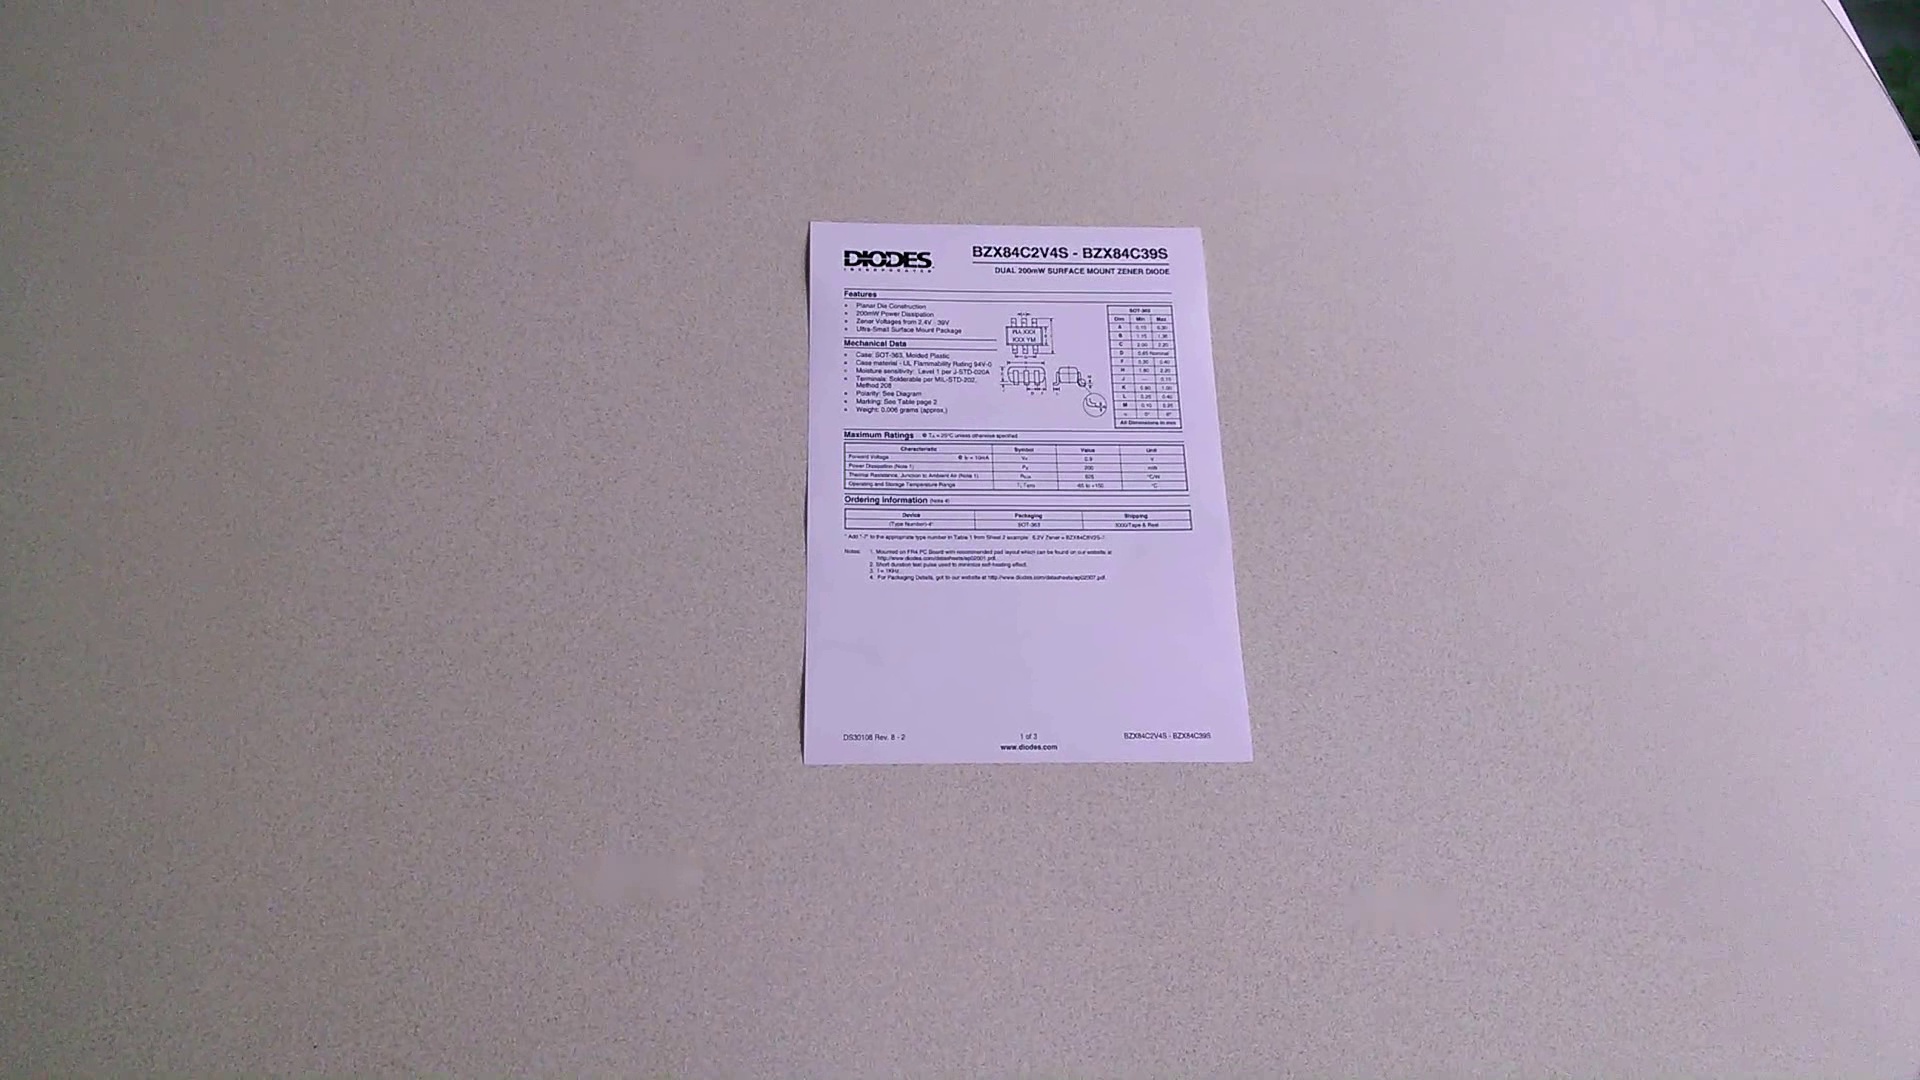 DIODES
INCORPORATED
BZX84C2V4S - BZX84C39S
DUAL 200mW SURFACE MOUNT ZENER DIODE
Features
Planar Die Construction
200mW Power Dissipation
Zener Voltages from 2.4V - 39V
Ultra-Small Surface Mount Package
Mechanical Data
Case: SOT-363, Molded Plastic
Case material - UL Flammability Rating 94V-0
Moisture sensitivity: Level 1 per J-STD-020A
Terminals: Solderable per MIL-STD-202,
Method 208
Polarity: See Diagram
Marking: See Table page 2
Weight: 0.006 grams (approx.)
XXX YM
SOT-363
Dim Min Max
A 0.10 0.30
B 1.15 1.35
C 2.00 2.20
D 0.65 Nominal
F 0.30 0.40
H 1.80 2.20
J — 0.10
K 0.90 1.00
L 0.25 0.40
M 0.10 0.25
All Dimensions in mm
Maximum Ratings @ TA = 25°C unless otherwise specified
Characteristic Symbol Value Unit
Forward Voltage @ IF = 10mA VF 0.9 V
Power Dissipation (Note 1) Pd 200 mW
Thermal Resistance, Junction to Ambient Air (Note 1) 625 °C/W
Operating and Storage Temperature Range -65 to +150 °C
Ordering Information (Note 4)
Device Packaging Shipping
(Type Number)-7* SOT-363 3000/Tape & Reel
* Add "-7" to the appropriate type number in Table 1 from Sheet 2 example: 6.2V Zener = BZX84C6V2S-7.
Notes: 1. Mounted on FR4 PC Board with recommended pad layout which can be found on our website at
http://www.diodes.com/datasheets/ap02001.pdf.
2. Short duration test pulse used to minimize self-heating effect.
3. f = 1KHz.
4. For Packaging Details, got to our website at http://www.diodes.com/datasheets/ap02007.pdf.
DS30108 Rev. 8 - 2
1 of 3
www.diodes.com
BZX84C2V4S - BZX84C39S